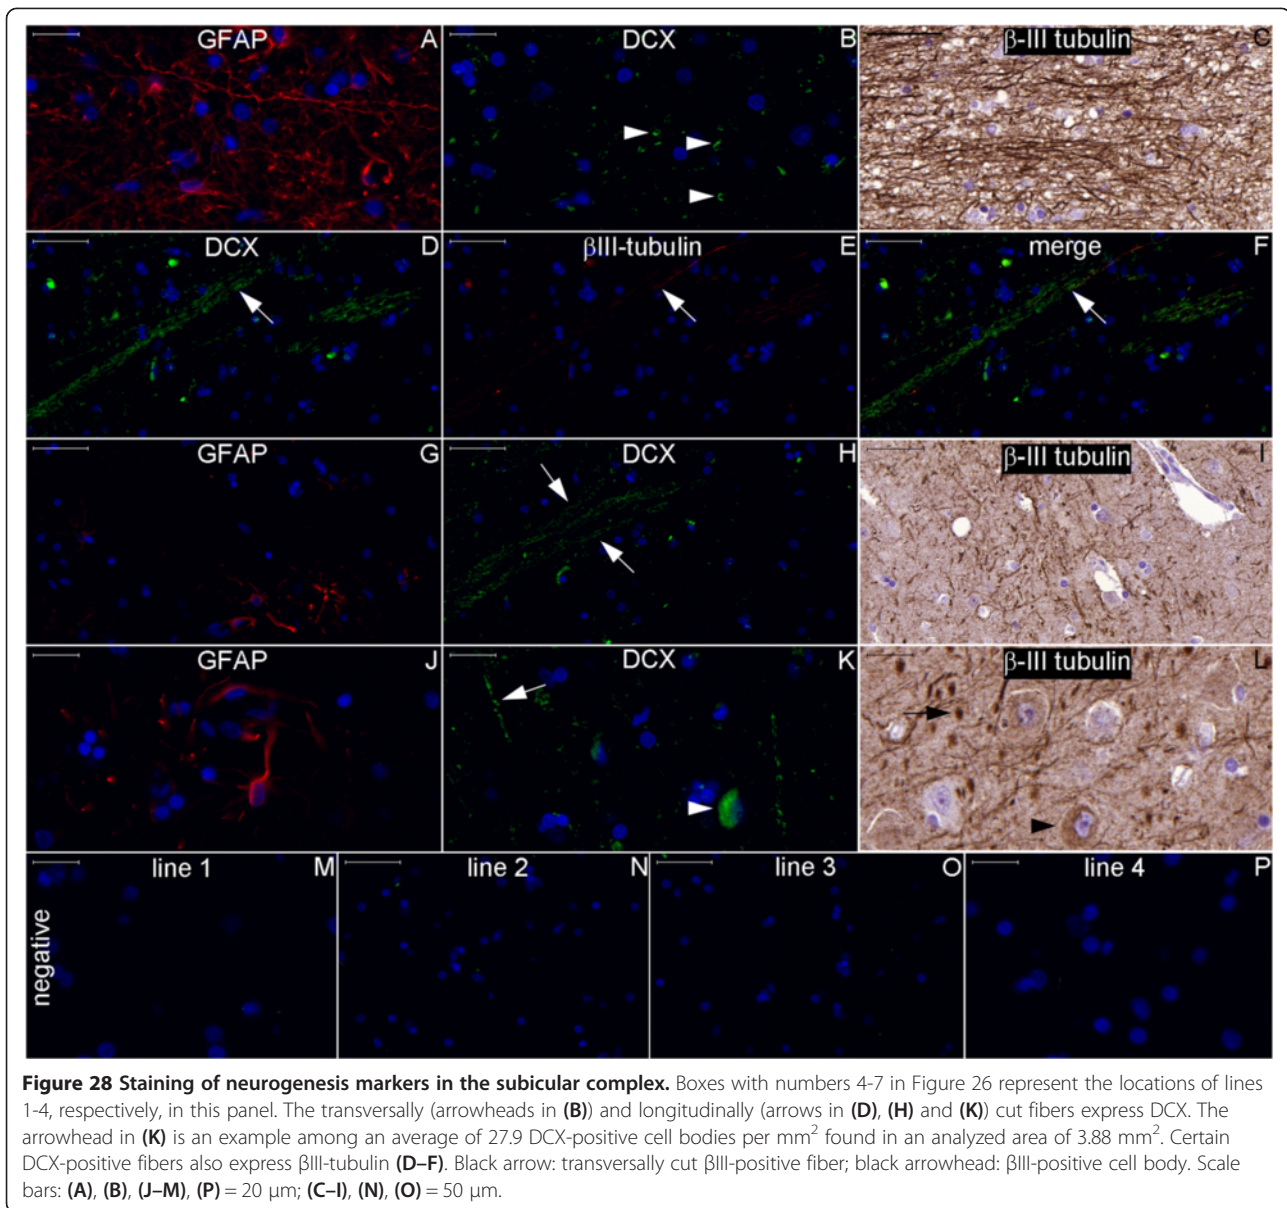 GFAP A DCX B β-III tubulin C
DCX D βIII-tubulin E merge F
GFAP G DCX H β-III tubulin I
GFAP J DCX K β-III tubulin L
negative line 1 M line 2 N line 3 O line 4 P
Figure 28 Staining of neurogenesis markers in the subicular complex. Boxes with numbers 4-7 in Figure 26 represent the locations of lines
1-4, respectively, in this panel. The transversally (arrowheads in (B)) and longitudinally (arrows in (D), (H) and (K)) cut fibers express DCX. The
arrowhead in (K) is an example among an average of 27.9 DCX-positive cell bodies per mm² found in an analyzed area of 3.88 mm². Certain
DCX-positive fibers also express βIII-tubulin (D–F). Black arrow: transversally cut βIII-positive fiber; black arrowhead: βIII-positive cell body. Scale
bars: (A), (B), (J–M), (P) = 20 μm; (C–I), (N), (O) = 50 μm.